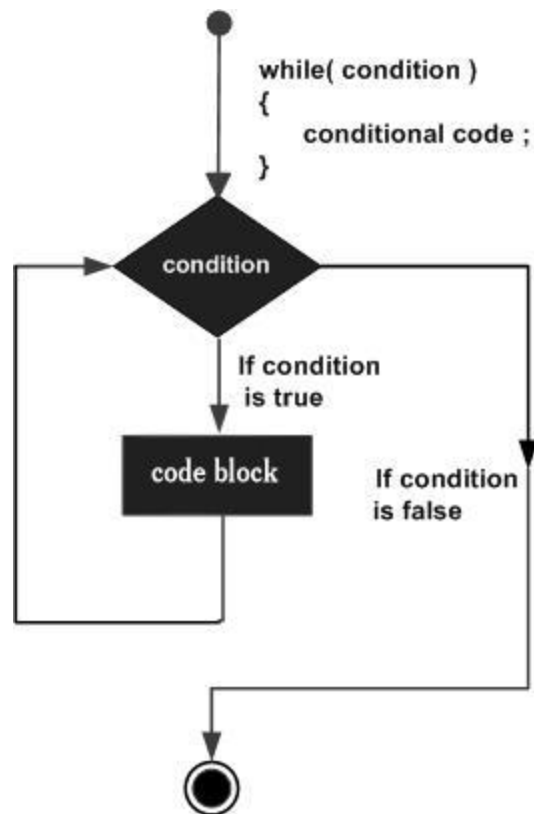 while( condition )
{
conditional code ;
}
condition
If condition
is true
code block
If condition
is false